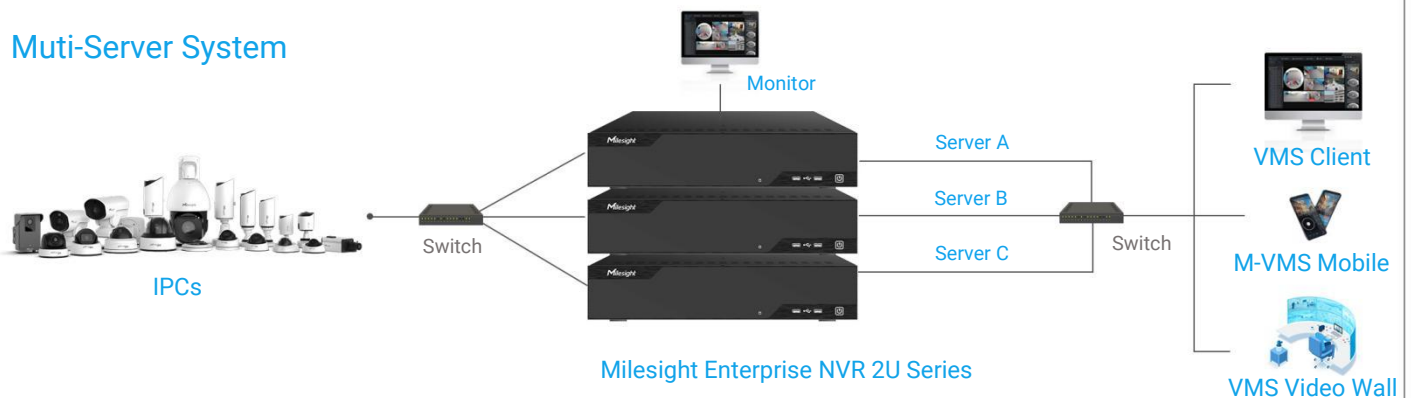 Muti-Server System
Monitor
Milesight
Server A
VMS Client
Milesight
Server B
Switch
Switch
Server C
M-VMS Mobile
IPCs
Milesight
Milesight Enterprise NVR 2U Series
VMS Video Wall